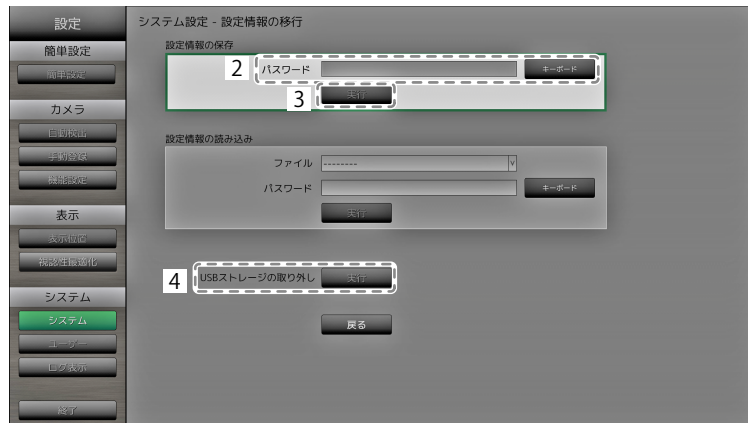 設定
簡単設定
簡単設定
カメラ
自動検出
手動登録
機能設定
表示
表示位置
視認性最適化
システム
システム
ユーザー
ログ表示
終了
システム設定 - 設定情報の移行
設定情報の保存
2 パスワード キーボード
3 実行
設定情報の読み込み
ファイル --------
パスワード キーボード
実行
4 USBストレージの取り外し 実行
戻る